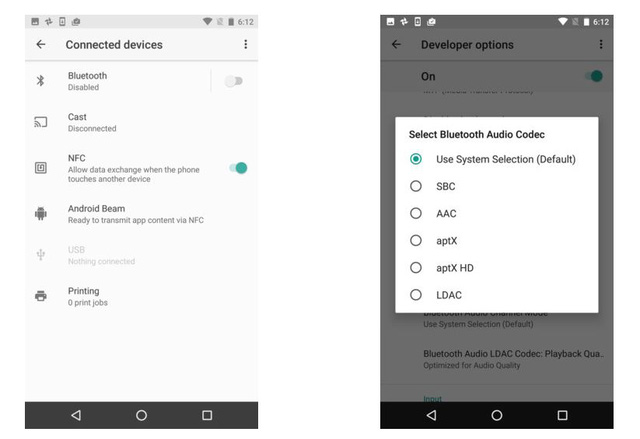 6:12
Connected devices
Bluetooth
Disabled
Cast
Disconnected
NFC
Allow data exchange when the phone
touches another device
Android Beam
Ready to transmit app content via NFC
USB
Nothing connected
Printing
0 print jobs
6:12
Developer options
On
Select Bluetooth Audio Codec
Use System Selection (Default)
SBC
AAC
aptX
aptX HD
LDAC
Bluetooth Audio Channel Mode
Use System Selection (Default)
Bluetooth Audio LDAC Codec: Playback Qua..
Optimized for Audio Quality
Input